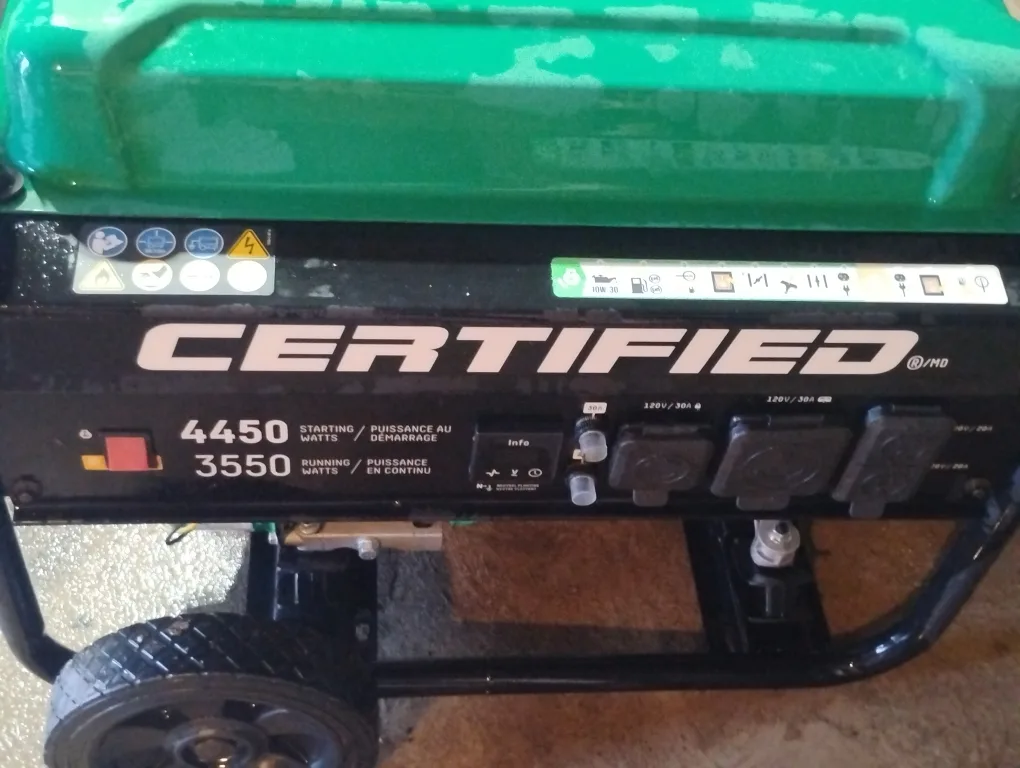 10W-30
CERTIFIED
®/MD
4450 STARTING WATTS / PUISSANCE AU DÉMARRAGE
3550 RUNNING WATTS / PUISSANCE EN CONTINU
Info
N
30A
120V/30A
120V/30A